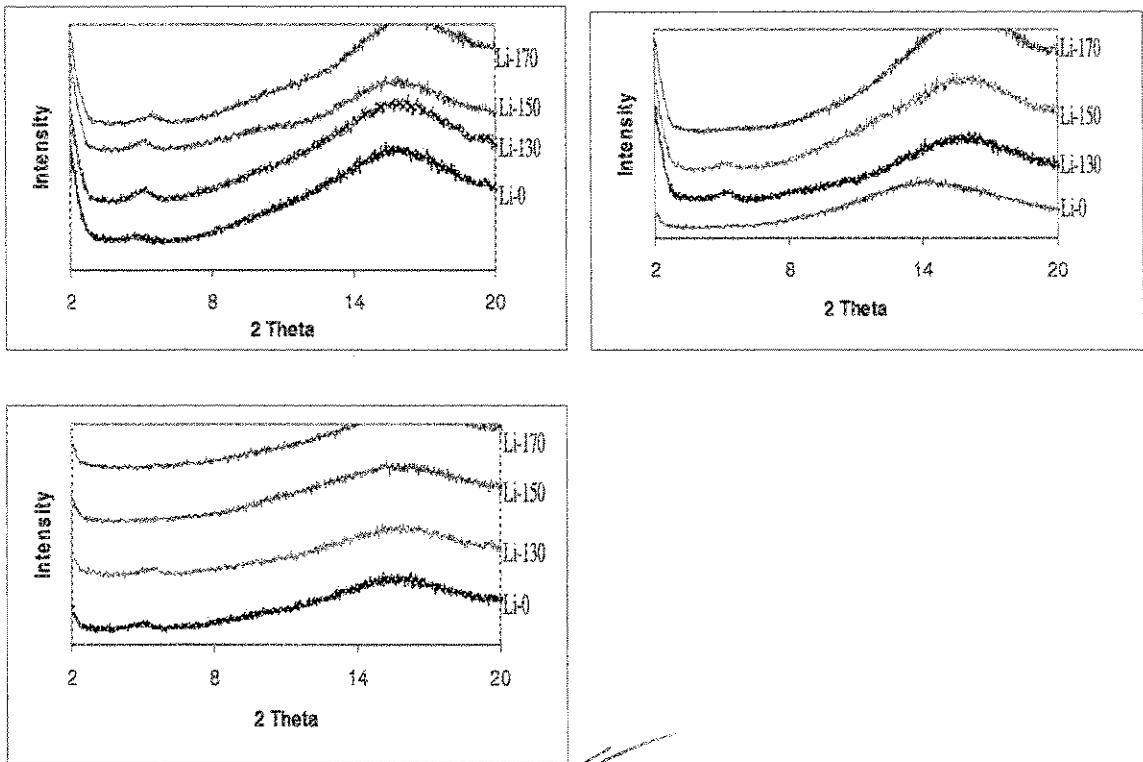 Intensity
Li-170
Li-150
Li-130
Li-0
2 8 14 20
2 Theta
Intensity
Li-170
Li-150
Li-130
Li-0
2 8 14 20
2 Theta
Intensity
Li-170
Li-150
Li-130
Li-0
2 8 14 20
2 Theta